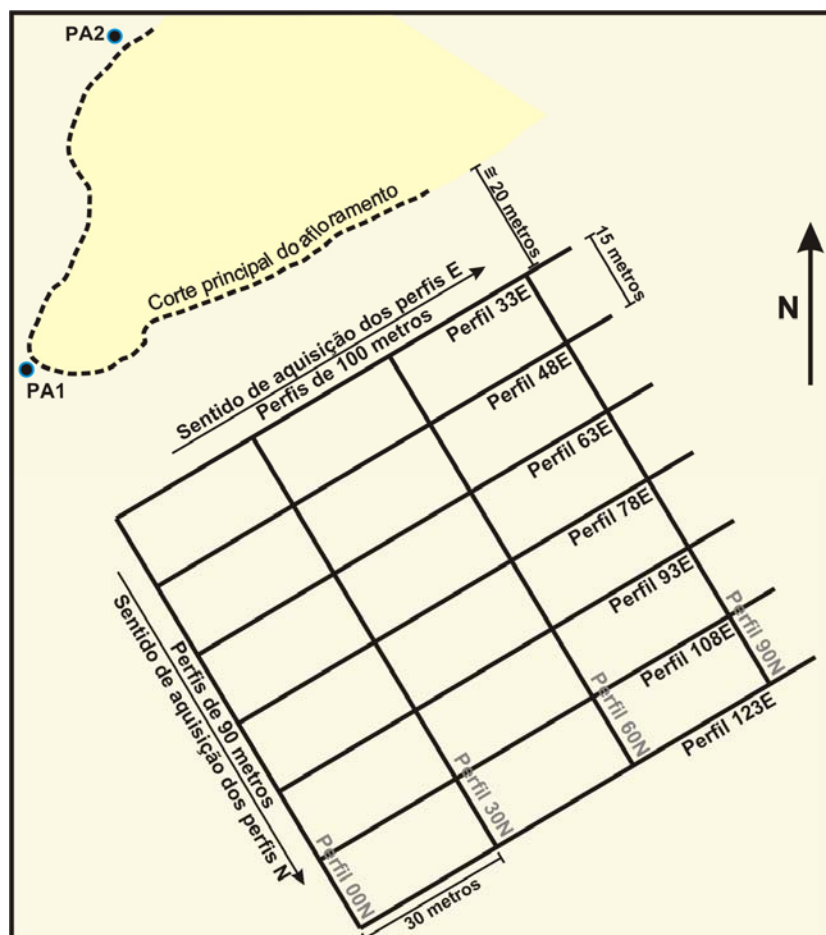 PA2
Corte principal do afloramento
≅ 20 metros
15 metros
N
PA1
Sentido de aquisição dos perfis E
Perfis de 100 metros
Perfil 33E
Perfil 48E
Perfil 63E
Perfil 78E
Perfil 93E
Perfil 108E
Perfil 123E
Perfis de 90 metros
Sentido de aquisição dos perfis N
Perfil 00N
Perfil 30N
Perfil 60N
Perfil 90N
30 metros